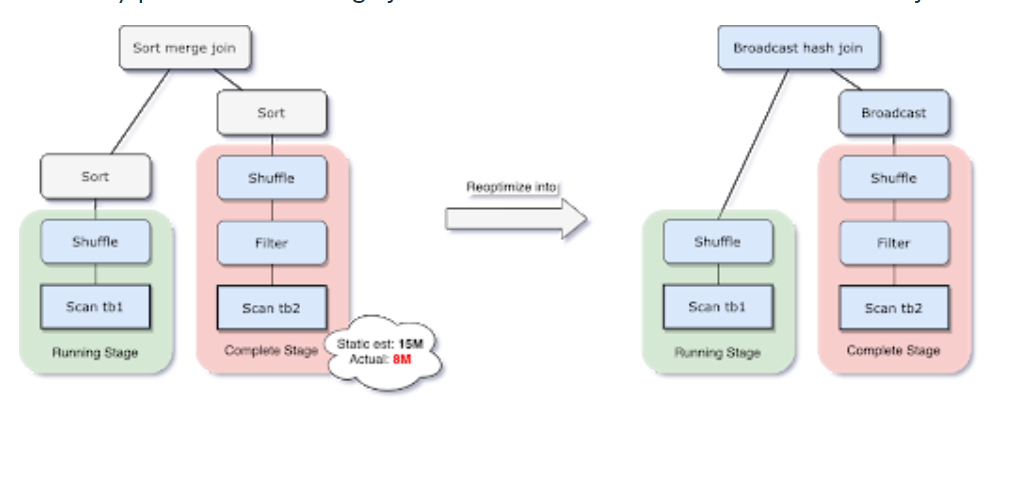 Sort merge join
Sort
Sort
Shuffle
Shuffle
Filter
Scan tb1
Scan tb2
Running Stage
Complete Stage
Static est: 15M
Actual: 8M
Reoptimize into
Broadcast hash join
Broadcast
Shuffle
Shuffle
Filter
Scan tb1
Scan tb2
Running Stage
Complete Stage